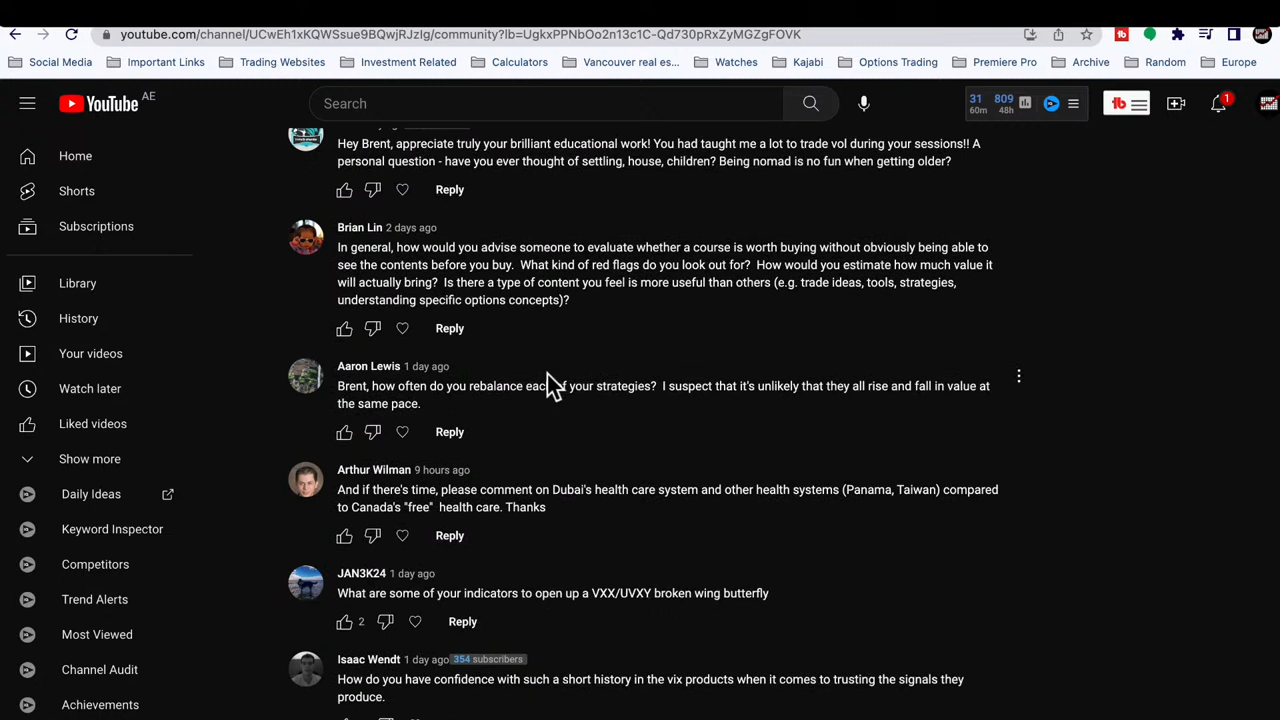 youtube.com/channel/UCwEh1xKQWSsue9BQwjRJzIg/community?lb=UgkxPPNbOo2n13c1C-Qd730pRxZyMGZgFOVK
Social Media
Important Links
Trading Websites
Investment Related
Calculators
Vancouver real es...
Watches
Kajabi
Options Trading
Premiere Pro
Archive
Random
Europe
YouTube AE
Search
31 60m
809 48h
tb
1
Home
Shorts
Subscriptions
Library
History
Your videos
Watch later
Liked videos
Show more
Daily Ideas
Keyword Inspector
Competitors
Trend Alerts
Most Viewed
Channel Audit
Achievements
Hey Brent, appreciate truly your brilliant educational work! You had taught me a lot to trade vol during your sessions!! A
personal question - have you ever thought of settling, house, children? Being nomad is no fun when getting older?
Reply
Brian Lin 2 days ago
In general, how would you advise someone to evaluate whether a course is worth buying without obviously being able to
see the contents before you buy. What kind of red flags do you look out for? How would you estimate how much value it
will actually bring? Is there a type of content you feel is more useful than others (e.g. trade ideas, tools, strategies,
understanding specific options concepts)?
Reply
Aaron Lewis 1 day ago
Brent, how often do you rebalance each of your strategies? I suspect that it's unlikely that they all rise and fall in value at
the same pace.
Reply
Arthur Wilman 9 hours ago
And if there's time, please comment on Dubai's health care system and other health systems (Panama, Taiwan) compared
to Canada's "free" health care. Thanks
Reply
JAN3K24 1 day ago
What are some of your indicators to open up a VXX/UVXY broken wing butterfly
2 Reply
Isaac Wendt 1 day ago 354 subscribers
How do you have confidence with such a short history in the vix products when it comes to trusting the signals they
produce.